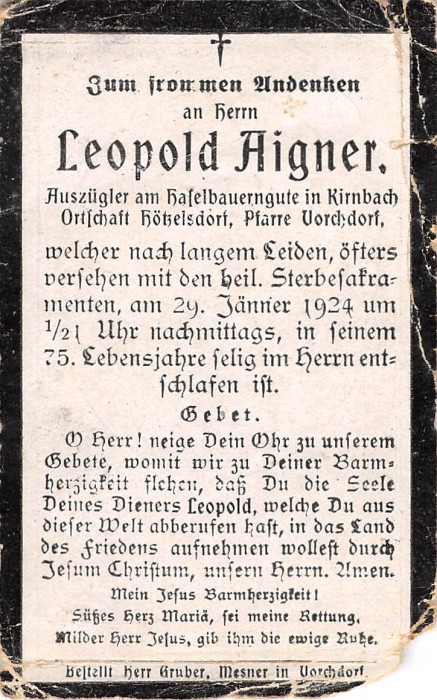 Zum frommen Andenken
an Herrn
Leopold Aigner,
Auszügler am Haselbauerngute in Kirnbach
Ortschaft Hötzelsdorf, Pfarre Vorchdorf,
welcher nach langem Leiden, öfters
versehen mit den heil. Sterbesakra=
menten, am 29. Jänner 1924 um
1/21 Uhr nachmittags, in seinem
75. Lebensjahre selig im Herrn ent=
schlafen ist.
Gebet.
O Herr! neige Dein Ohr zu unserem
Gebete, womit wir zu Deiner Barm=
herzigkeit flehen, daß Du die Seele
Deines Dieners Leopold, welche Du aus
dieser Welt abberufen hast, in das Land
des Friedens aufnehmen wollest durch
Jesum Christum, unsern Herrn. Amen.
Mein Jesus Barmherzigkeit!
Süßes Herz Mariä, sei meine Rettung.
Milder Herr Jesus, gib ihm die ewige Ruhe.
Bestellt Herr Gruber, Mesner in Vorchdorf